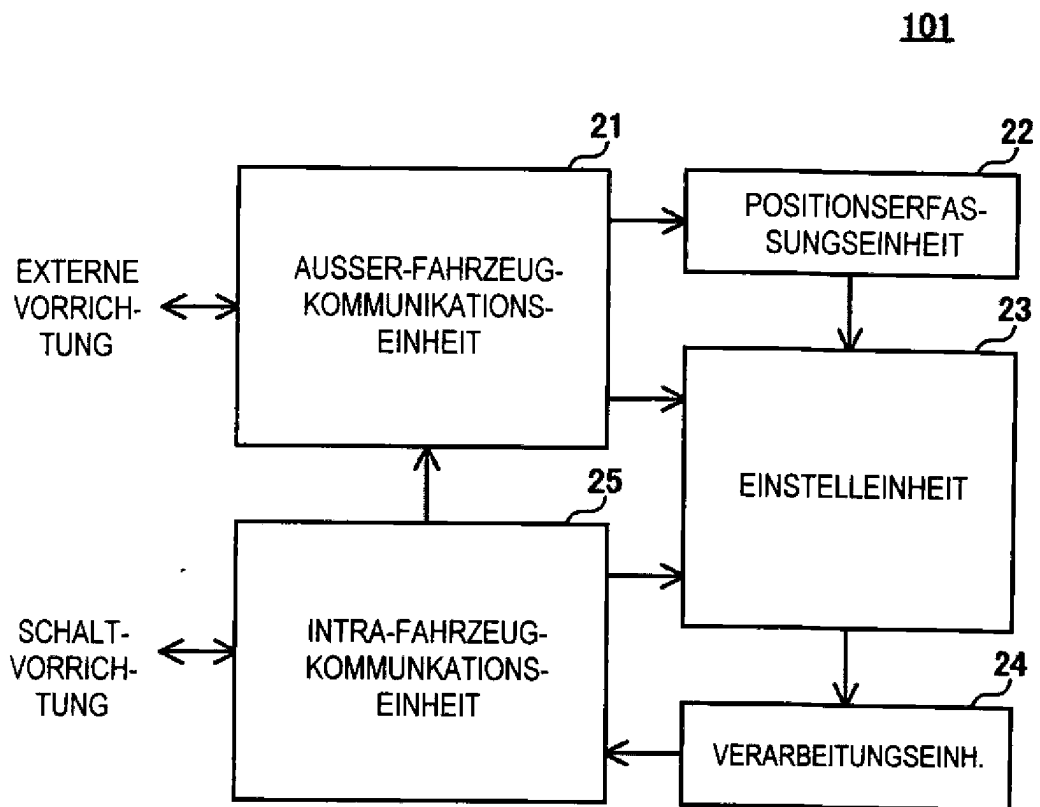 101
21
22
AUSSER-FAHRZEUG-
KOMMUNIKATIONS-
EINHEIT
POSITIONSERFAS-
SUNGSEINHEIT
EXTERNE
VORRICH-
TUNG
23
EINSTELLEINHEIT
25
INTRA-FAHRZEUG-
KOMMUNKATIONS-
EINHEIT
SCHALT-
VORRICH-
TUNG
24
VERARBEITUNGSEINH.